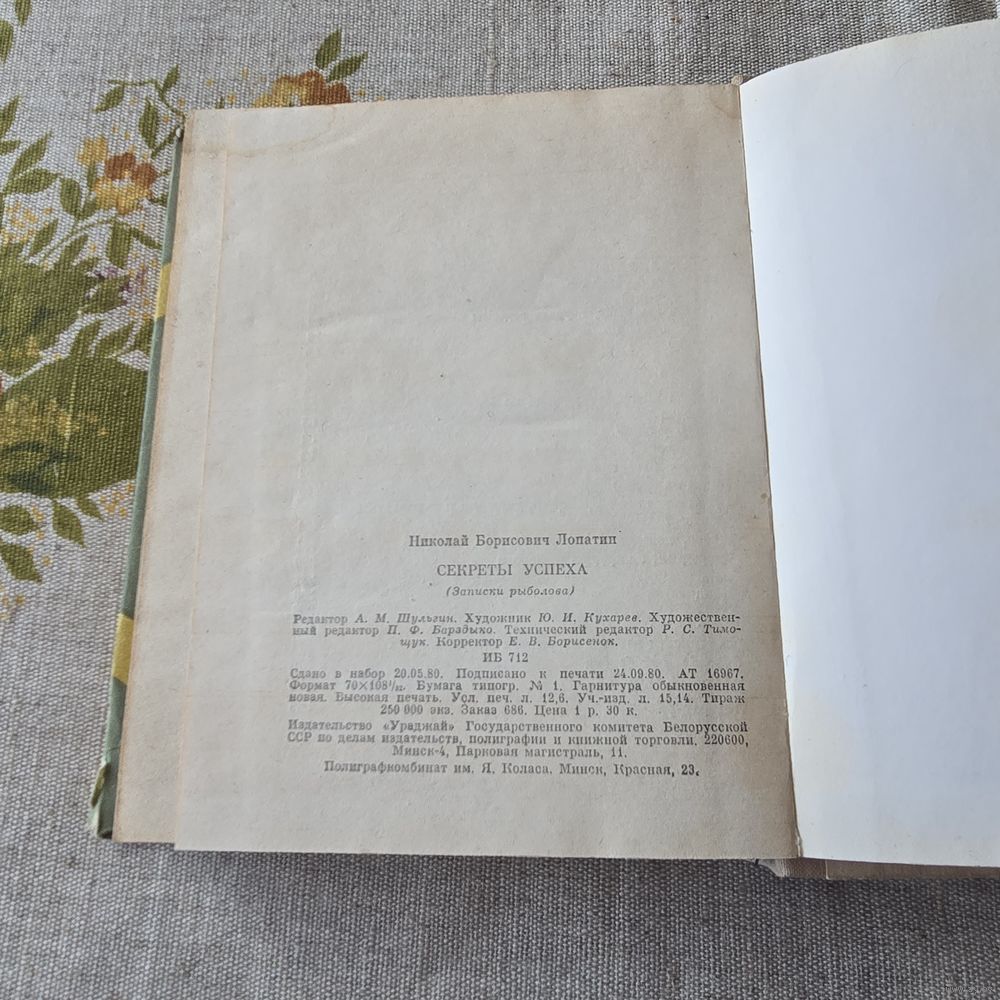 Николай Борисович Лопатин
СЕКРЕТЫ УСПЕХА
(Записки рыболова)
Редактор А. М. Шульгин. Художник Ю. И. Кухарев. Художествен-
ный редактор П. Ф. Барздыко. Технический редактор Р. С. Тимо-
щук. Корректор Е. В. Борисенок.
ИБ 712
Сдано в набор 20.05.80. Подписано к печати 24.09.80. АТ 16967.
Формат 70×108¹/₃₂. Бумага типогр. № 1. Гарнитура обыкновенная
новая. Высокая печать. Усл. печ. л. 12,6. Уч.-изд. л. 15,14. Тираж
250 000 экз. Заказ 686. Цена 1 р. 30 к.
Издательство «Ураджай» Государственного комитета Белорусской
ССР по делам издательств, полиграфии и книжной торговли. 220600,
Минск-4, Парковая магистраль, 11.
Полиграфкомбинат им. Я. Коласа. Минск, Красная, 23.